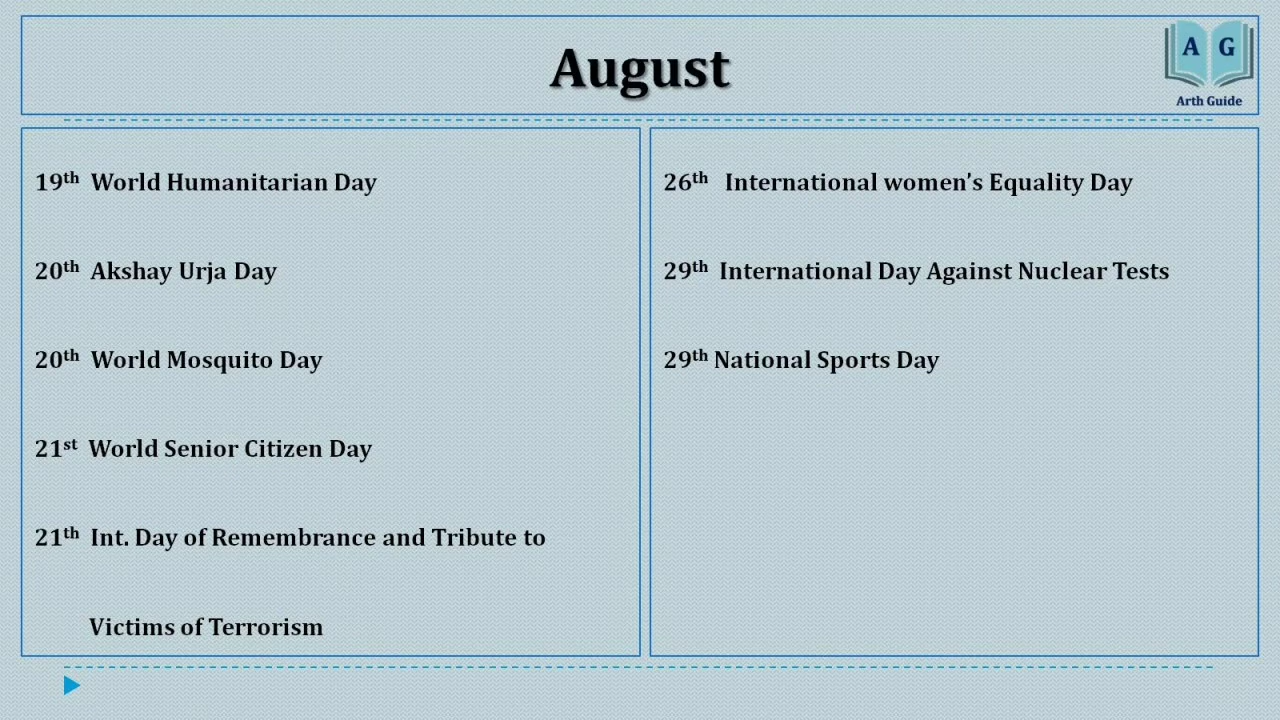 August
A G
Arth Guide
19th World Humanitarian Day
20th Akshay Urja Day
20th World Mosquito Day
21st World Senior Citizen Day
21th Int. Day of Remembrance and Tribute to
Victims of Terrorism
26th International women's Equality Day
29th International Day Against Nuclear Tests
29th National Sports Day